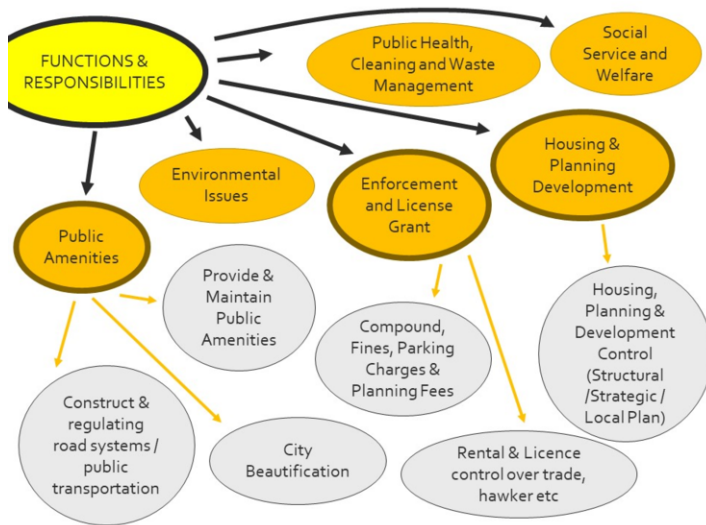 FUNCTIONS &
RESPONSIBILITIES
Public Health,
Cleaning and Waste
Management
Social
Service and
Welfare
Environmental
Issues
Enforcement
and License
Grant
Housing &
Planning
Development
Public
Amenities
Provide &
Maintain
Public
Amenities
Compound,
Fines, Parking
Charges &
Planning Fees
Housing,
Planning &
Development
Control
(Structural
/Strategic /
Local Plan)
Construct &
regulating
road systems /
public
transportation
City
Beautification
Rental & Licence
control over trade,
hawker etc